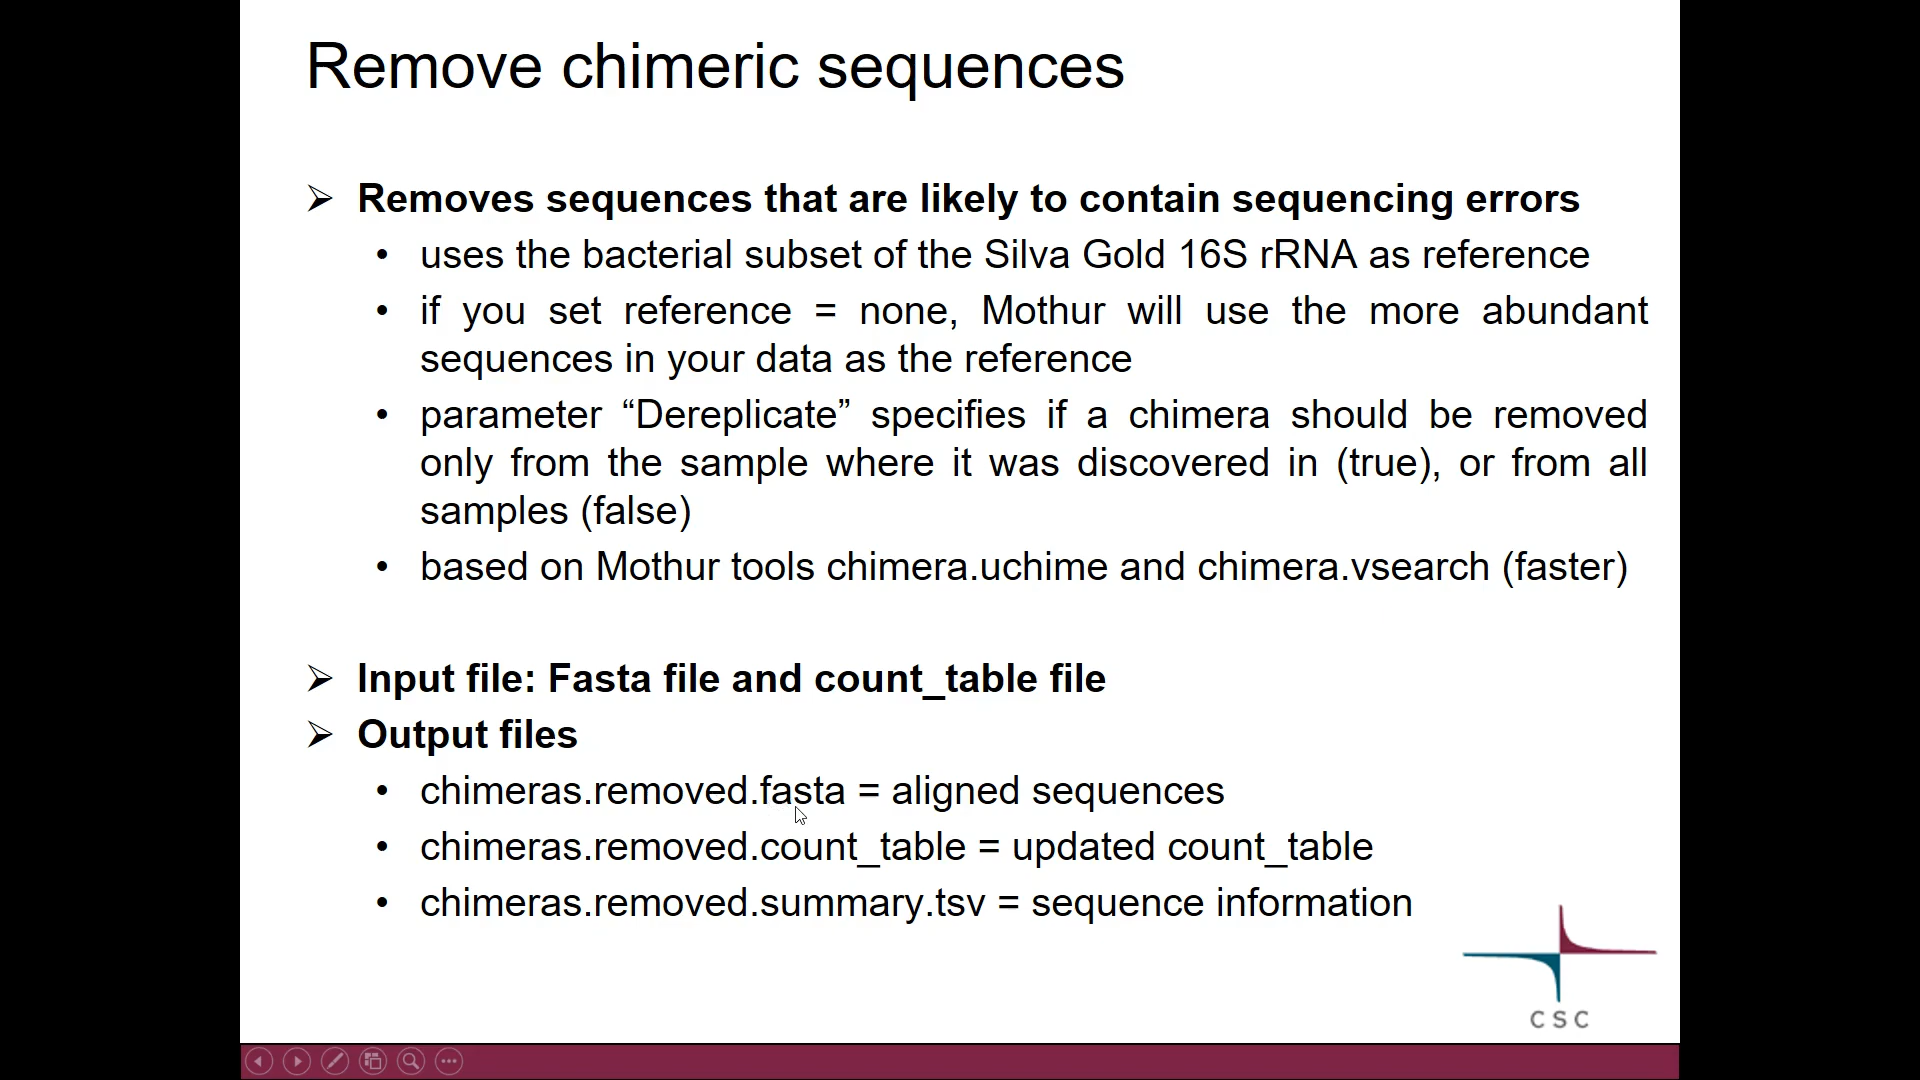 Remove chimeric sequences
➢ Removes sequences that are likely to contain sequencing errors
• uses the bacterial subset of the Silva Gold 16S rRNA as reference
• if you set reference = none, Mothur will use the more abundant
sequences in your data as the reference
• parameter “Dereplicate” specifies if a chimera should be removed
only from the sample where it was discovered in (true), or from all
samples (false)
• based on Mothur tools chimera.uchime and chimera.vsearch (faster)
➢ Input file: Fasta file and count_table file
➢ Output files
• chimeras.removed.fasta = aligned sequences
• chimeras.removed.count_table = updated count_table
• chimeras.removed.summary.tsv = sequence information
CSC